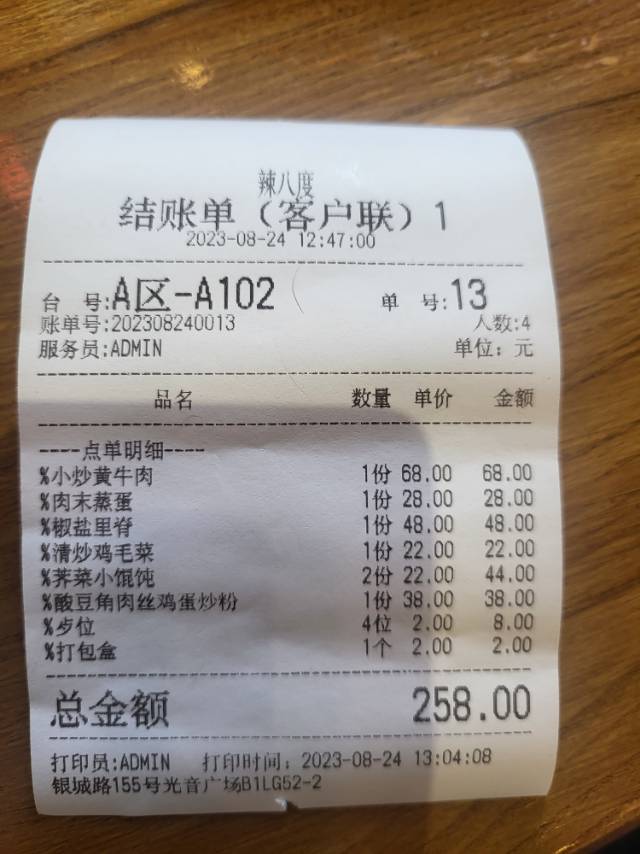 辣八度
结账单（客户联）1
2023-08-24 12:47:00
台 号:A区-A102 单 号:13
账单号:202308240013 人数:4
服务员:ADMIN 单位：元
品名 数量 单价 金额
----点单明细----
%小炒黄牛肉 1份 68.00 68.00
%肉末蒸蛋 1份 28.00 28.00
%椒盐里脊 1份 48.00 48.00
%清炒鸡毛菜 1份 22.00 22.00
%荠菜小馄饨 2份 22.00 44.00
%酸豆角肉丝鸡蛋炒粉 1份 38.00 38.00
%歺位 4位 2.00 8.00
%打包盒 1个 2.00 2.00
总金额 258.00
打印员:ADMIN 打印时间：2023-08-24 13:04:08
银城路155号光音广场B1LG52-2